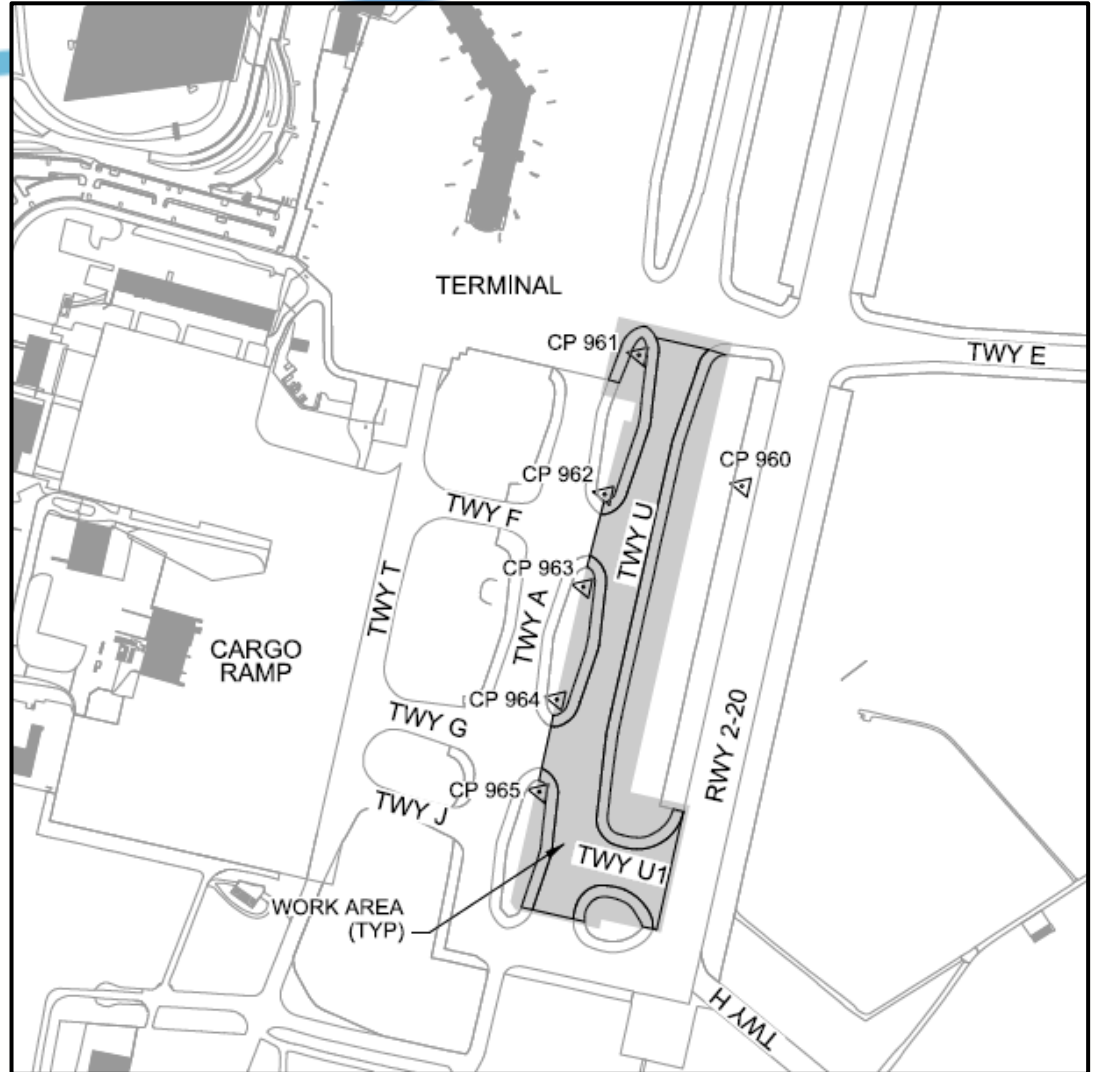 TERMINAL
CP 961
TWY E
CP 960
CP 962
TWY F
TWY U
CP 963
TWY T
TWY A
CARGO
RAMP
CP 964
TWY G
RWY 2-20
CP 965
TWY J
TWY U1
WORK AREA
(TYP)
TWY H